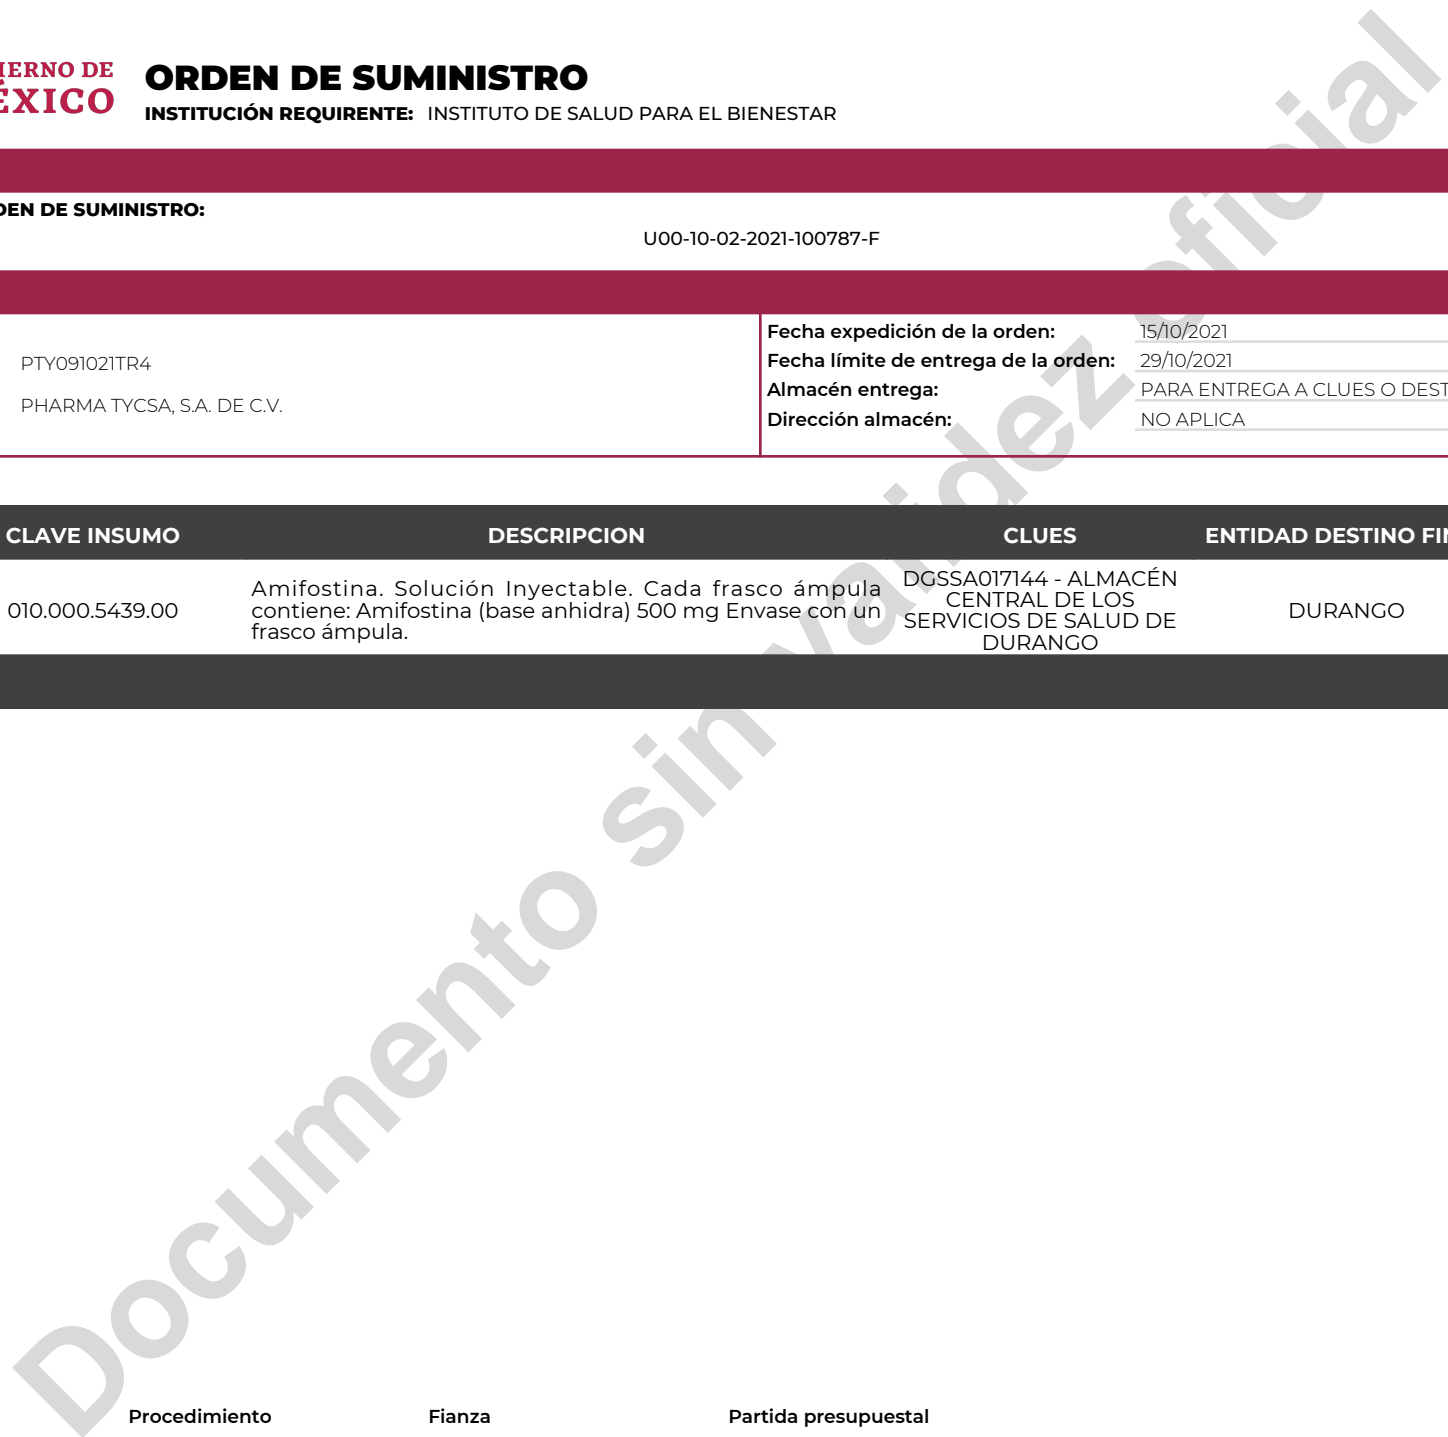 IERNO DE
ÉXICO
ORDEN DE SUMINISTRO
INSTITUCIÓN REQUIRENTE: INSTITUTO DE SALUD PARA EL BIENESTAR
DEN DE SUMINISTRO:
U00-10-02-2021-100787-F
PTY091021TR4
PHARMA TYCSA, S.A. DE C.V.
Fecha expedición de la orden: 15/10/2021
Fecha límite de entrega de la orden: 29/10/2021
Almacén entrega: PARA ENTREGA A CLUES O DEST
Dirección almacén: NO APLICA
CLAVE INSUMO DESCRIPCION CLUES ENTIDAD DESTINO FIN
010.000.5439.00
Amifostina. Solución Inyectable. Cada frasco ámpula
contiene: Amifostina (base anhidra) 500 mg Envase con un
frasco ámpula.
DGSSA017144 - ALMACÉN
CENTRAL DE LOS
SERVICIOS DE SALUD DE
DURANGO
DURANGO
Documento sin validez oficial
Procedimiento Fianza Partida presupuestal